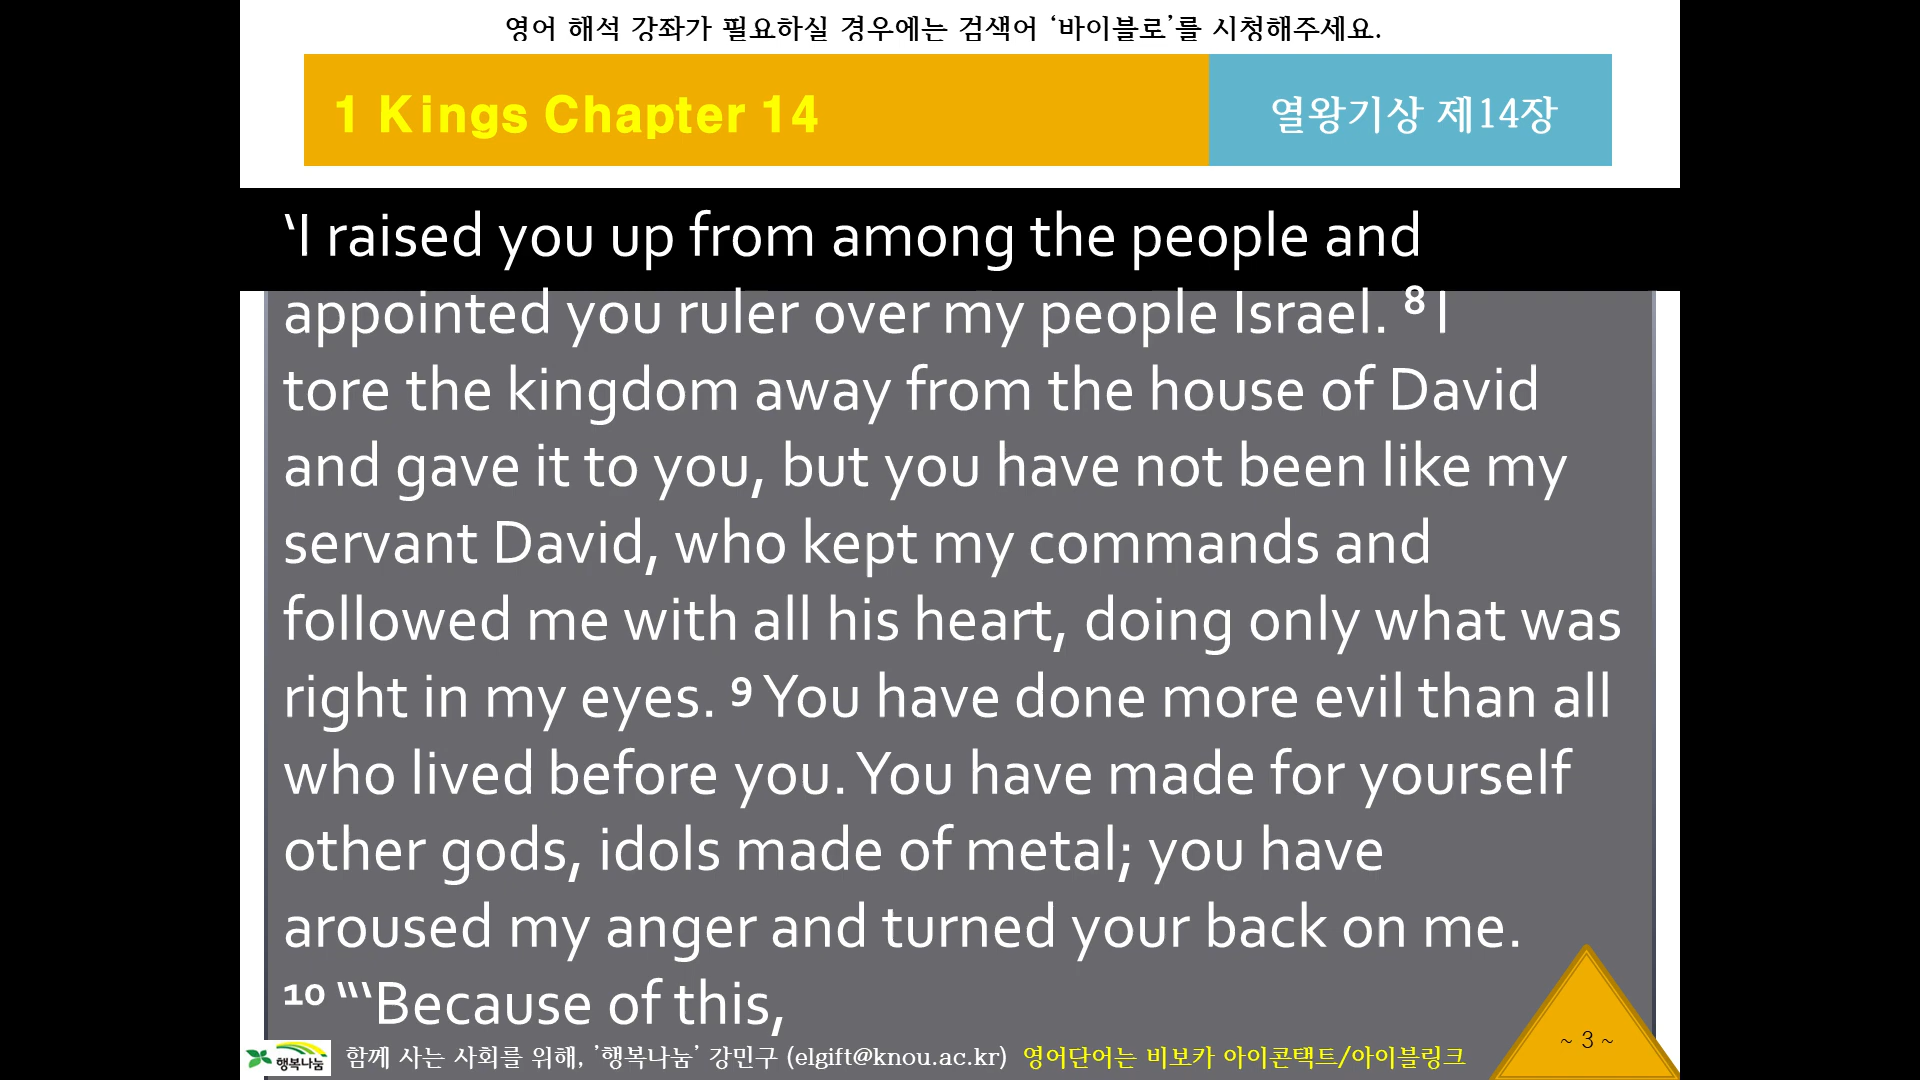 영어 해석 강좌가 필요하실 경우에는 검색어 ‘바이블로’를 시청해주세요.
1 Kings Chapter 14
열왕기상 제14장
‘I raised you up from among the people and
appointed you ruler over my people Israel. 8 I
tore the kingdom away from the house of David
and gave it to you, but you have not been like my
servant David, who kept my commands and
followed me with all his heart, doing only what was
right in my eyes. 9 You have done more evil than all
who lived before you. You have made for yourself
other gods, idols made of metal; you have
aroused my anger and turned your back on me.
10 “‘“Because of this,
~ 3 ~
행복나눔
함께 사는 사회를 위해, ’행복나눔’ 강민구 (elgift@knou.ac.kr) 영어단어는 비보카 아이콘택트/아이블링크